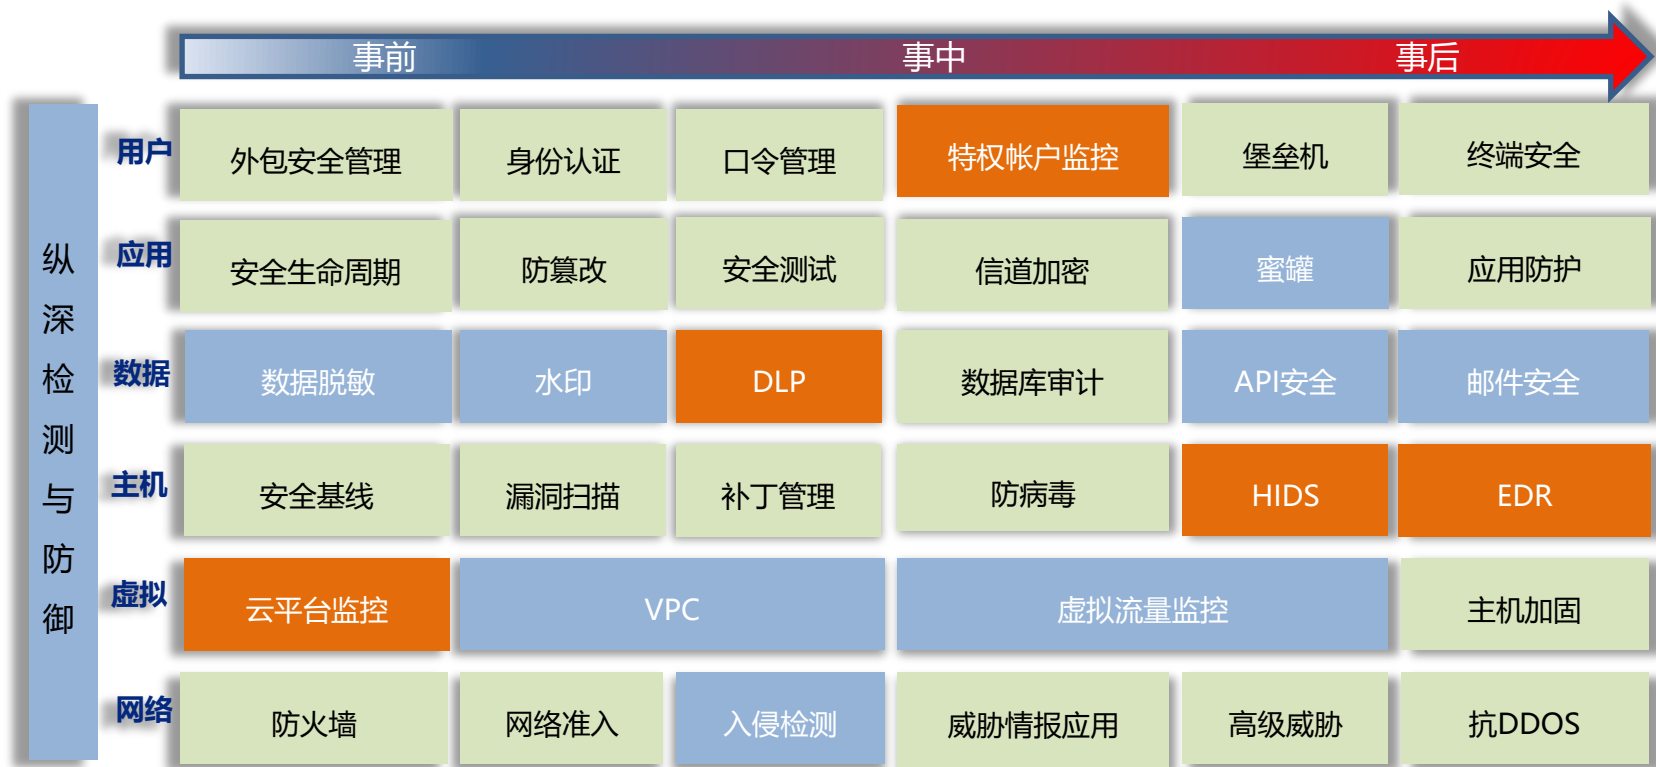 事前 事中 事后
纵深检测与防御
用户 外包安全管理 身份认证 口令管理 特权帐户监控 堡垒机 终端安全
应用 安全生命周期 防篡改 安全测试 信道加密 蜜罐 应用防护
数据 数据脱敏 水印 DLP 数据库审计 API安全 邮件安全
主机 安全基线 漏洞扫描 补丁管理 防病毒 HIDS EDR
虚拟 云平台监控 VPC 虚拟流量监控 主机加固
网络 防火墙 网络准入 入侵检测 威胁情报应用 高级威胁 抗DDOS